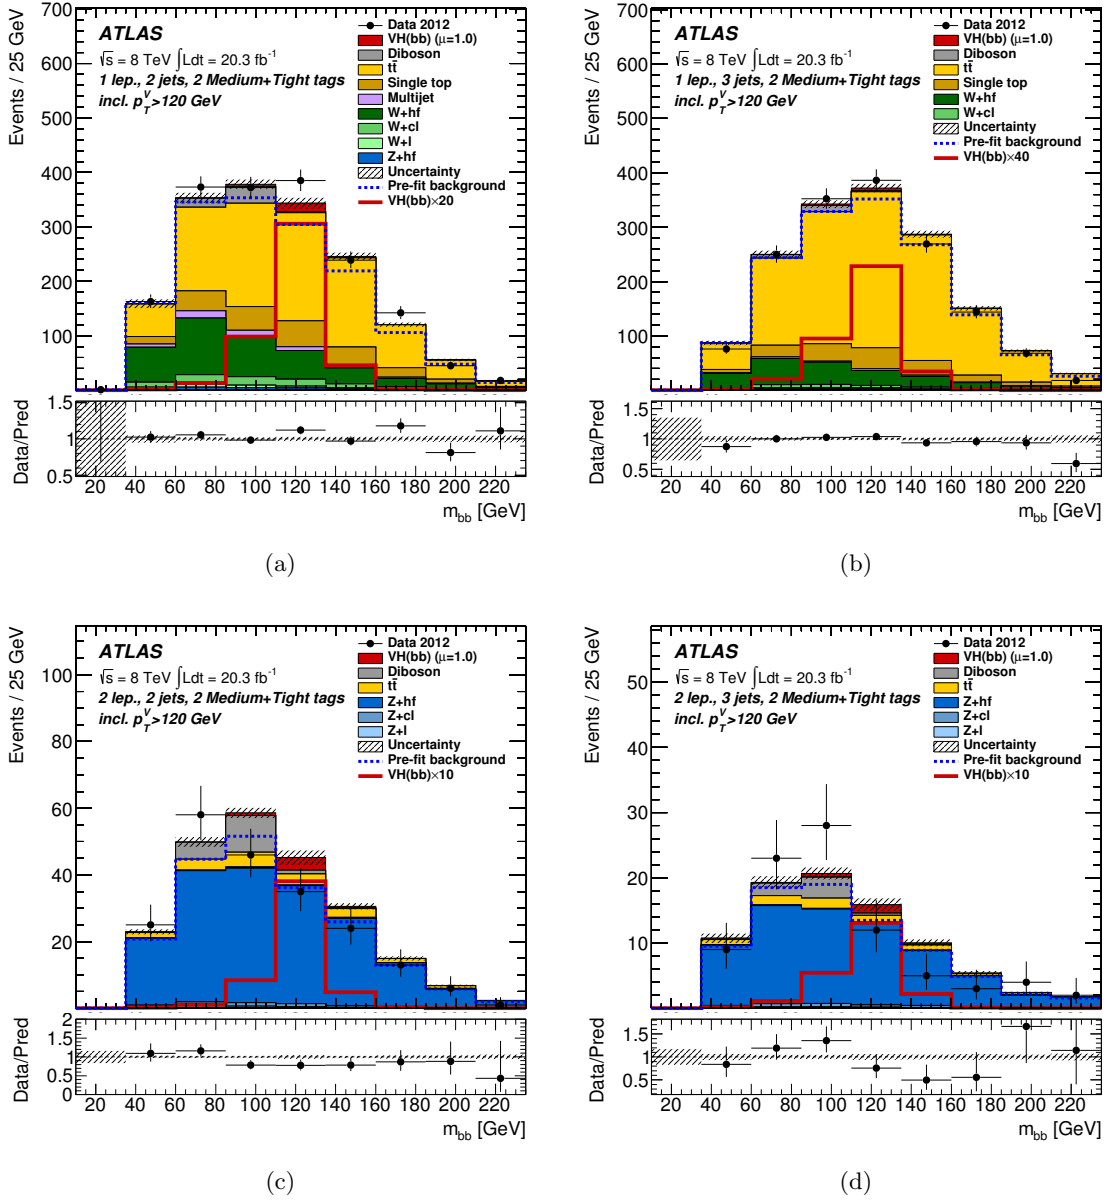 Events / 25 GeV
700
600
500
400
300
200
100
0
ATLAS
√s = 8 TeV ∫Ldt = 20.3 fb⁻¹
1 lep., 2 jets, 2 Medium+Tight tags
incl. p_T^V>120 GeV
Data 2012
VH(bb) (μ=1.0)
Diboson
tt̄
Single top
Multijet
W+hf
W+cl
W+l
Z+hf
Uncertainty
Pre-fit background
VH(bb)×20
Data/Pred
1.5
1
0.5
20 40 60 80 100 120 140 160 180 200 220
m_bb [GeV]
(a)
Events / 25 GeV
700
600
500
400
300
200
100
0
ATLAS
√s = 8 TeV ∫Ldt = 20.3 fb⁻¹
1 lep., 3 jets, 2 Medium+Tight tags
incl. p_T^V>120 GeV
Data 2012
VH(bb) (μ=1.0)
Diboson
tt̄
Single top
W+hf
W+cl
Uncertainty
Pre-fit background
VH(bb)×40
Data/Pred
1.5
1
0.5
20 40 60 80 100 120 140 160 180 200 220
m_bb [GeV]
(b)
Events / 25 GeV
100
80
60
40
20
ATLAS
√s = 8 TeV ∫Ldt = 20.3 fb⁻¹
2 lep., 2 jets, 2 Medium+Tight tags
incl. p_T^V>120 GeV
Data 2012
VH(bb) (μ=1.0)
Diboson
tt̄
Z+hf
Z+cl
Z+l
Uncertainty
Pre-fit background
VH(bb)×10
Data/Pred
2
1.5
1
0.5
0
20 40 60 80 100 120 140 160 180 200 220
m_bb [GeV]
(c)
Events / 25 GeV
50
40
30
20
10
ATLAS
√s = 8 TeV ∫Ldt = 20.3 fb⁻¹
2 lep., 3 jets, 2 Medium+Tight tags
incl. p_T^V>120 GeV
Data 2012
VH(bb) (μ=1.0)
Diboson
tt̄
Z+hf
Z+cl
Z+l
Uncertainty
Pre-fit background
VH(bb)×10
Data/Pred
1.5
1
0.5
20 40 60 80 100 120 140 160 180 200 220
m_bb [GeV]
(d)